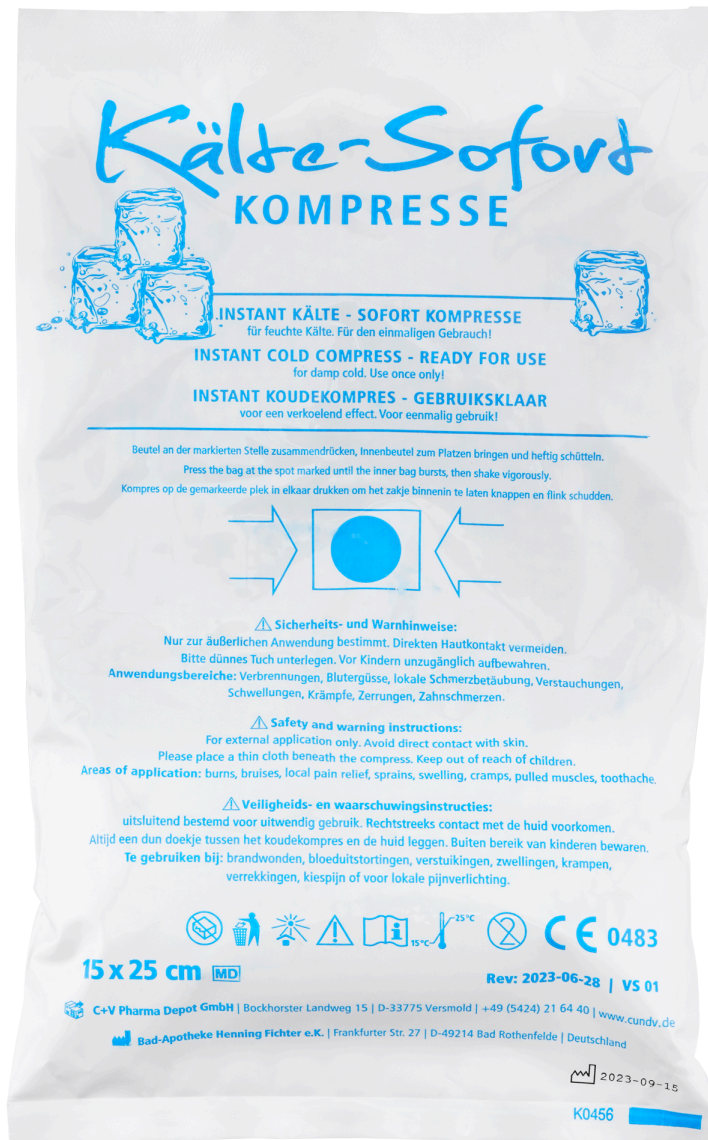 Kälte-Sofort
KOMPRESSE
INSTANT KÄLTE - SOFORT KOMPRESSE
für feuchte Kälte. Für den einmaligen Gebrauch!
INSTANT COLD COMPRESS - READY FOR USE
for damp cold. Use once only!
INSTANT KOUDEKOMPRES - GEBRUIKSKLAAR
voor een verkoelend effect. Voor eenmalig gebruik!
Beutel an der markierten Stelle zusammendrücken, Innenbeutel zum Platzen bringen und heftig schütteln.
Press the bag at the spot marked until the inner bag bursts, then shake vigorously.
Kompres op de gemarkeerde plek in elkaar drukken om het zakje binnenin te laten knappen en flink schudden.
Sicherheits- und Warnhinweise:
Nur zur äußerlichen Anwendung bestimmt. Direkten Hautkontakt vermeiden.
Bitte dünnes Tuch unterlegen. Vor Kindern unzugänglich aufbewahren.
Anwendungsbereiche: Verbrennungen, Blutergüsse, lokale Schmerzbetäubung, Verstauchungen,
Schwellungen, Krämpfe, Zerrungen, Zahnschmerzen.
Safety and warning instructions:
For external application only. Avoid direct contact with skin.
Please place a thin cloth beneath the compress. Keep out of reach of children.
Areas of application: burns, bruises, local pain relief, sprains, swelling, cramps, pulled muscles, toothache.
Veiligheids- en waarschuwingsinstructies:
uitsluitend bestemd voor uitwendig gebruik. Rechtstreeks contact met de huid voorkomen.
Altijd een dun doekje tussen het koudekompres en de huid leggen. Buiten bereik van kinderen bewaren.
Te gebruiken bij: brandwonden, bloeduitstortingen, verstuikingen, zwellingen, krampen,
verrekkingen, kiespijn of voor lokale pijnverlichting.
15°C 25°C 2 CE 0483
15 x 25 cm MD Rev: 2023-06-28 | VS 01
C+V Pharma Depot GmbH | Bockhorster Landweg 15 | D-33775 Versmold | +49 (5424) 21 64 40 | www.cundv.de
Bad-Apotheke Henning Fichter e.K. | Frankfurter Str. 27 | D-49214 Bad Rothenfelde | Deutschland
2023-09-15
K0456